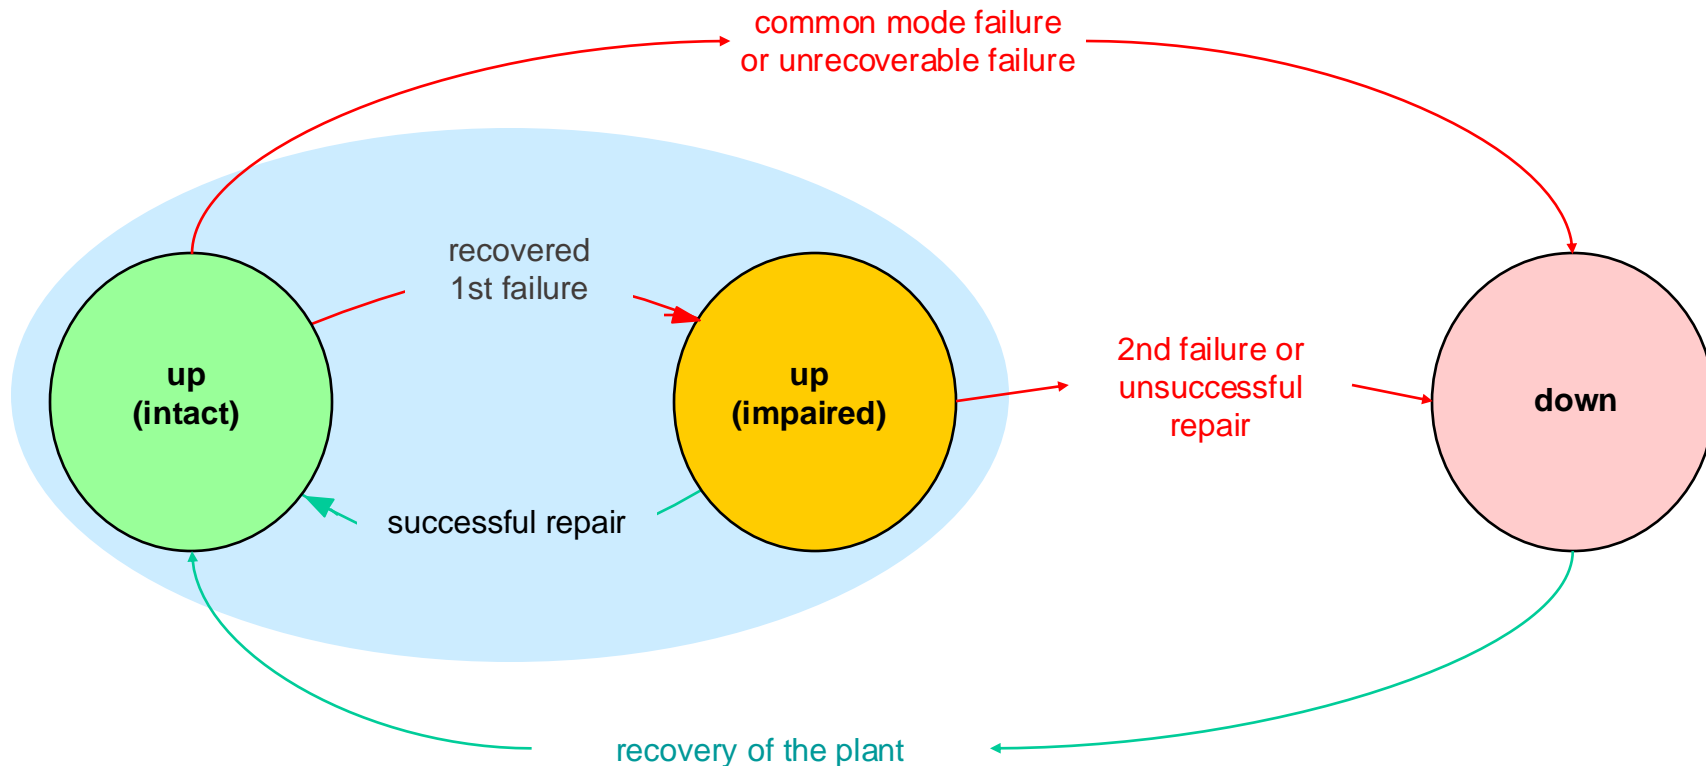 common mode failure
or unrecoverable failure
recovered
1st failure
up
(intact)
up
(impaired)
2nd failure or
unsuccessful
repair
down
successful repair
recovery of the plant